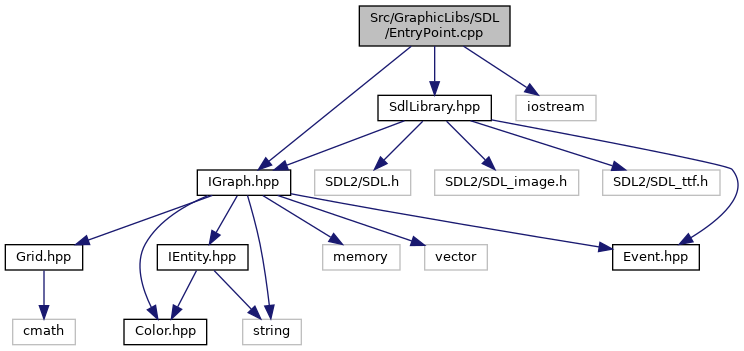 Src/GraphicLibs/SDL
/EntryPoint.cpp
SdlLibrary.hpp
iostream
IGraph.hpp
SDL2/SDL.h
SDL2/SDL_image.h
SDL2/SDL_ttf.h
Grid.hpp
IEntity.hpp
memory
vector
Event.hpp
cmath
Color.hpp
string